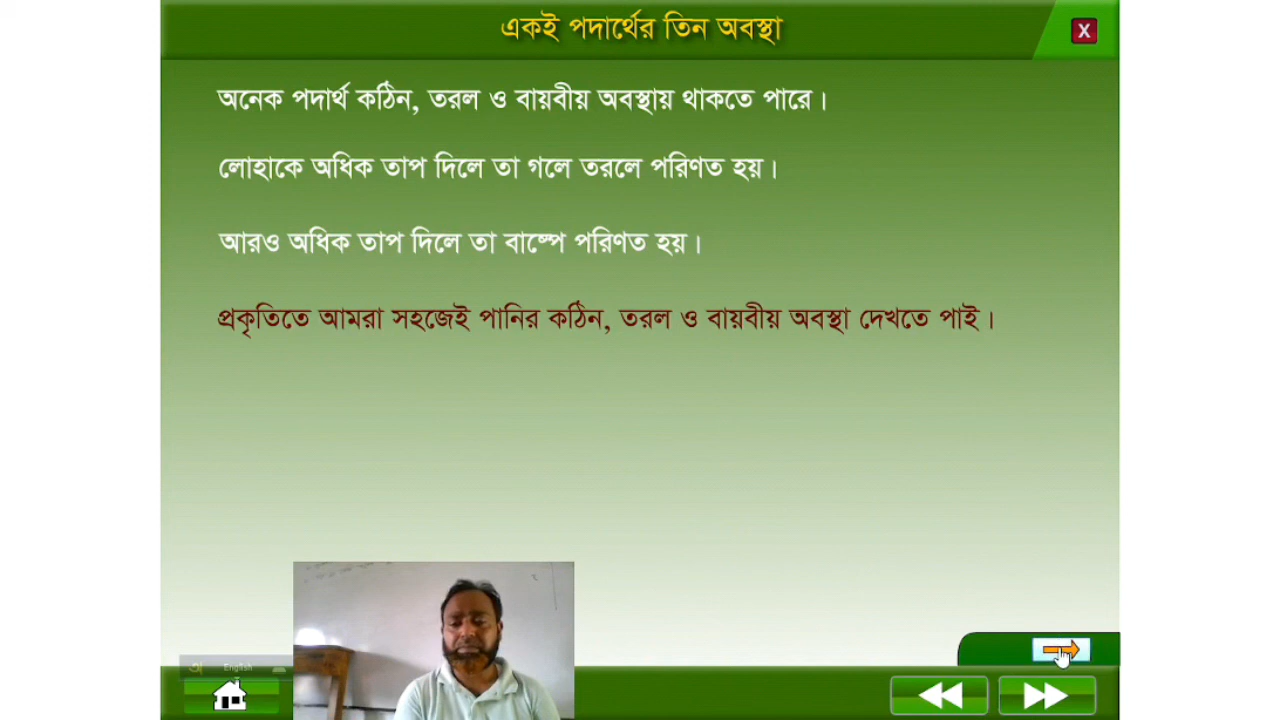 একই পদার্থের তিন অবস্থা
X
অনেক পদার্থ কঠিন, তরল ও বায়বীয় অবস্থায় থাকতে পারে।
লোহাকে অধিক তাপ দিলে তা গলে তরলে পরিণত হয়।
আরও অধিক তাপ দিলে তা বাষ্পে পরিণত হয়।
প্রকৃতিতে আমরা সহজেই পানির কঠিন, তরল ও বায়বীয় অবস্থা দেখতে পাই।
অ English